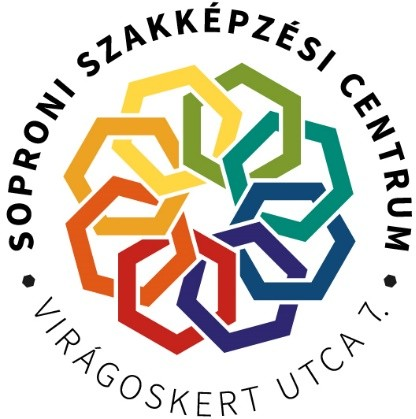 SOPRONI SZAKKÉPZÉSI CENTRUM
VIRÁGOSKERT UTCA 7.